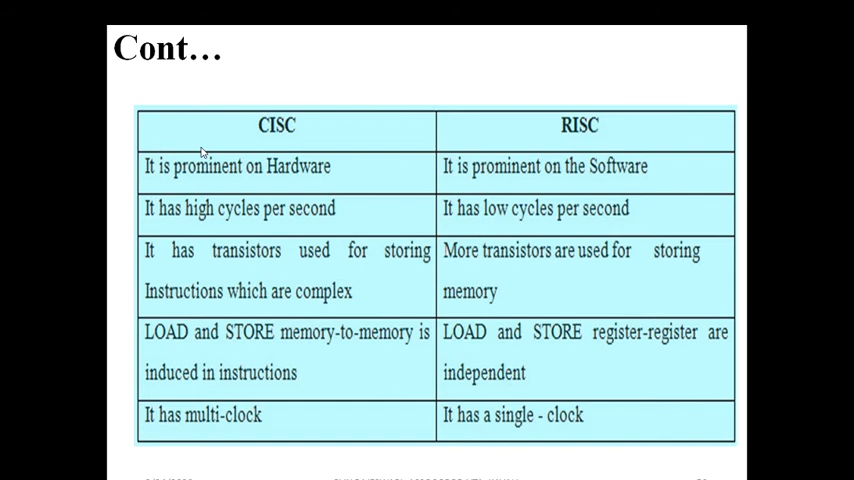 Cont…
CISC
RISC
It is prominent on Hardware
It is prominent on the Software
It has high cycles per second
It has low cycles per second
It has transistors used for storing
Instructions which are complex
More transistors are used for storing
memory
LOAD and STORE memory-to-memory is
induced in instructions
LOAD and STORE register-register are
independent
It has multi-clock
It has a single - clock